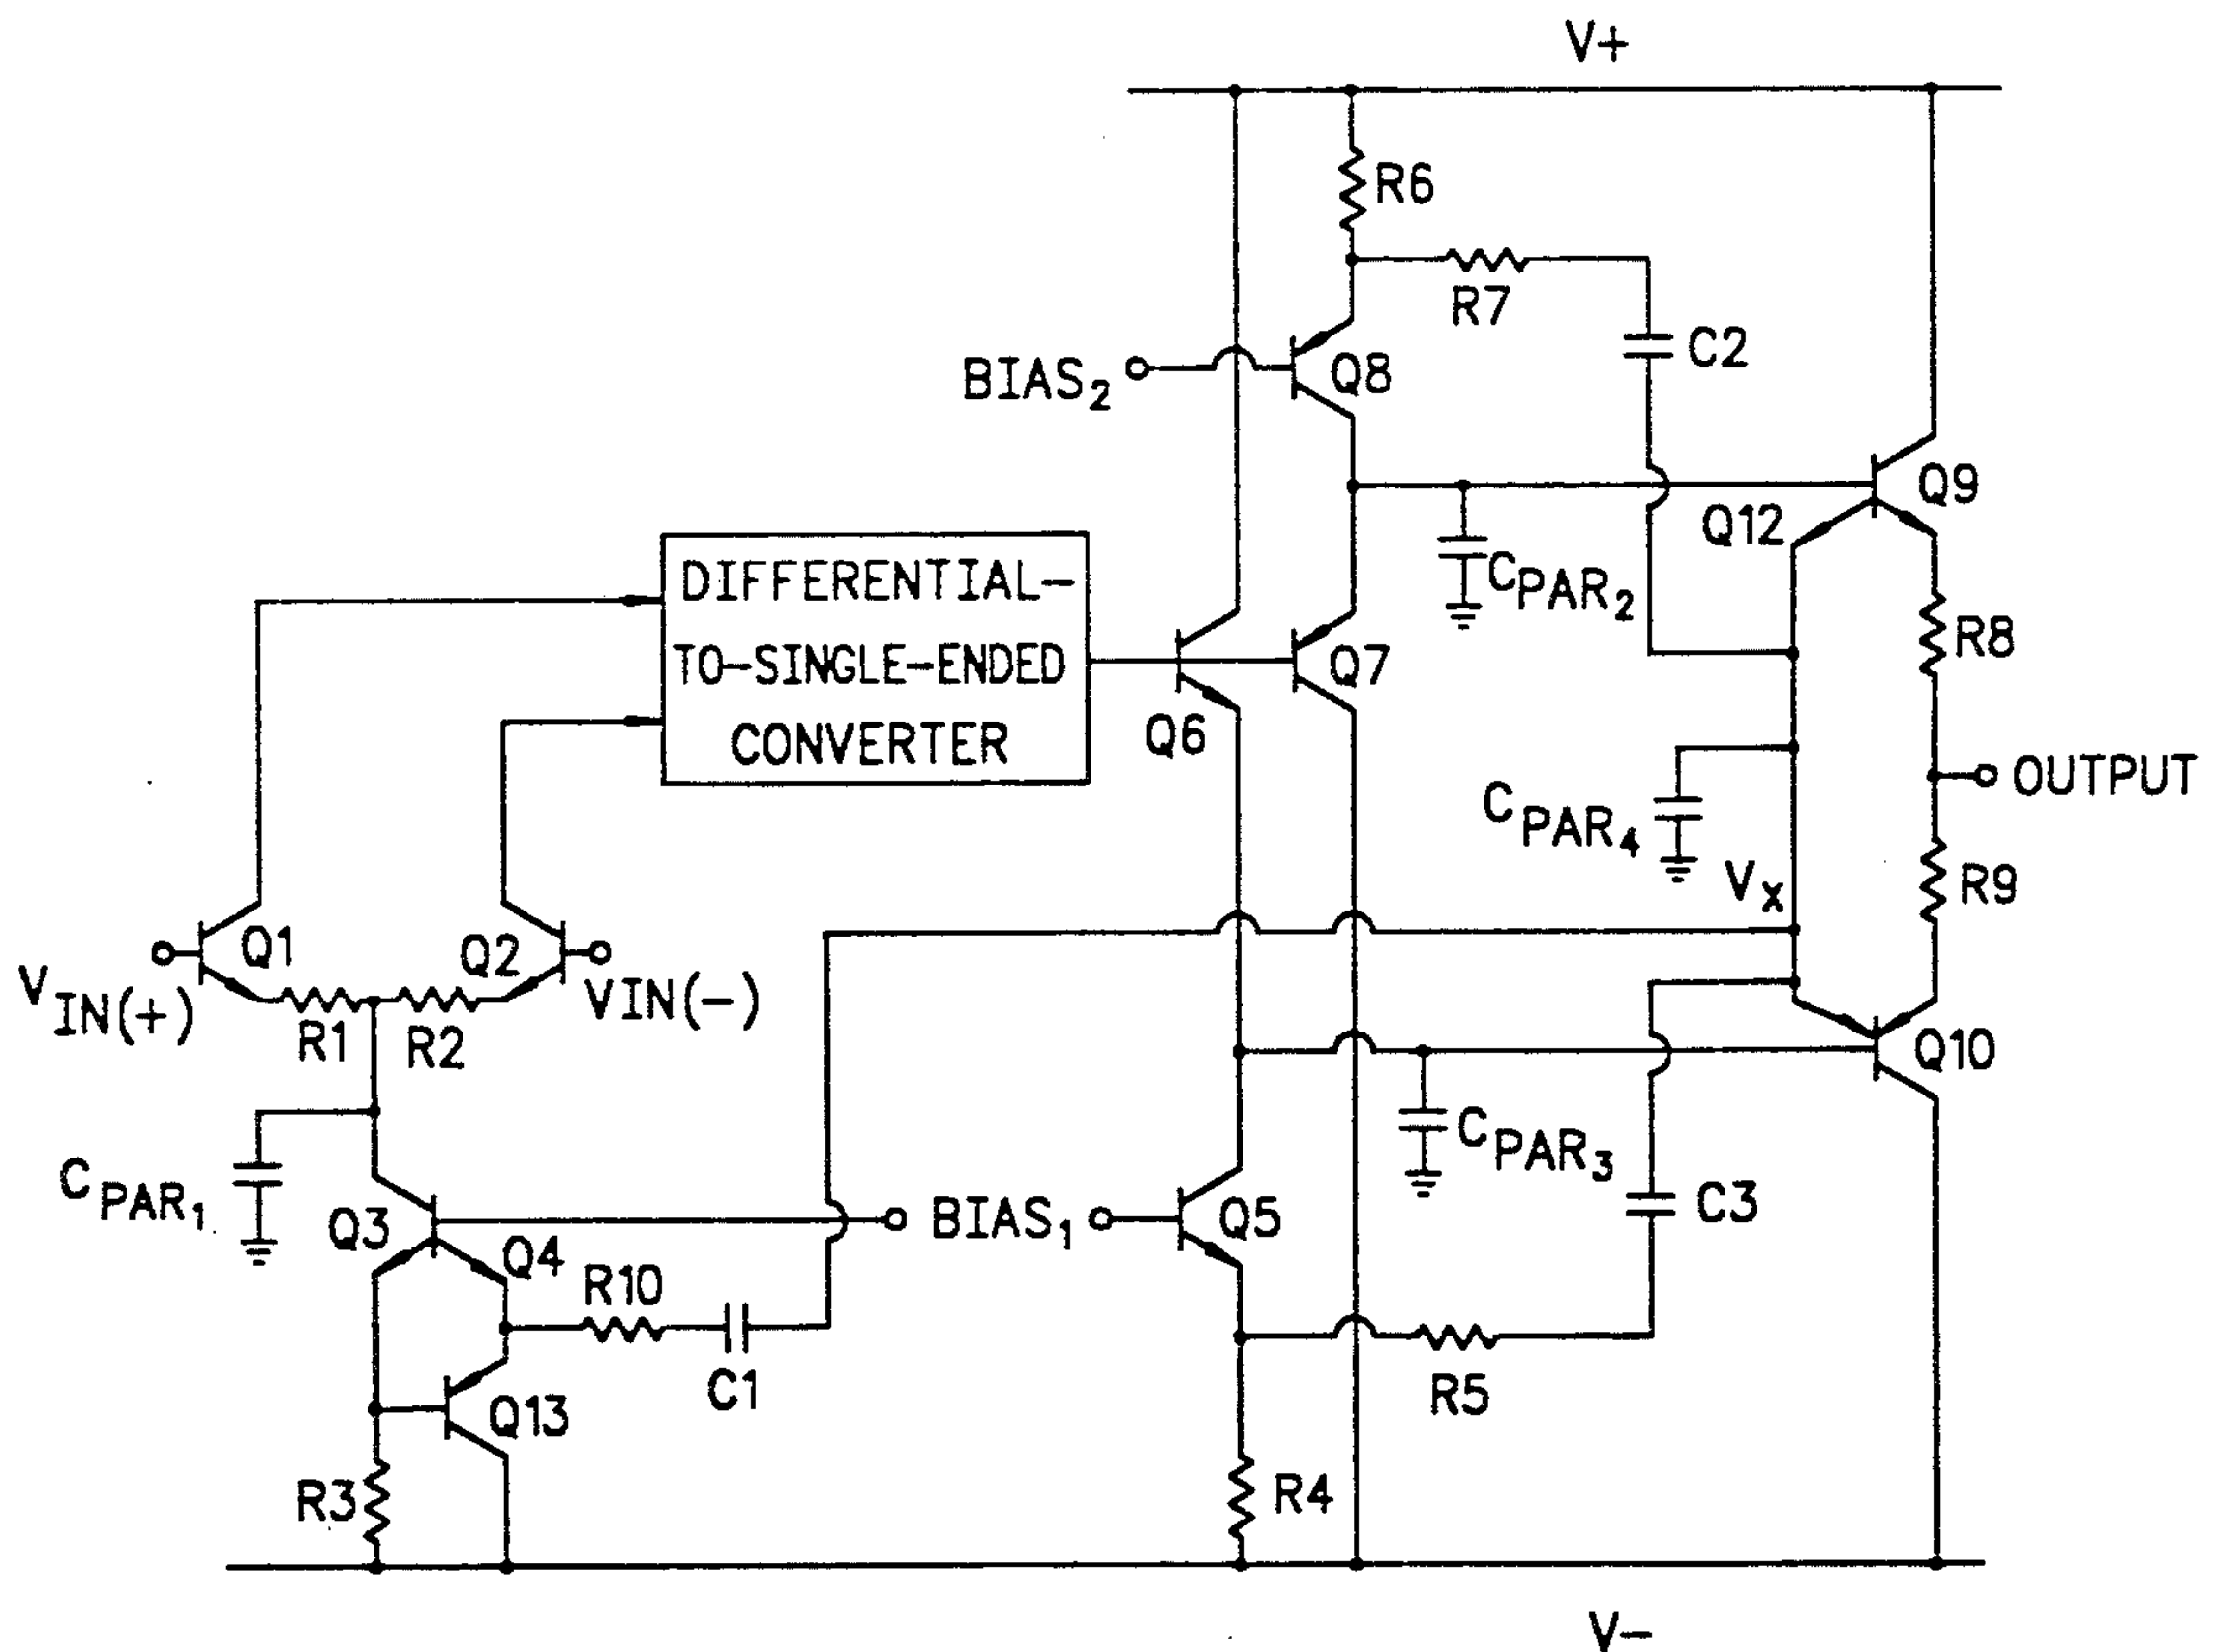 V+
R6
R7
C2
BIAS2
Q8
Q9
Q12
DIFFERENTIAL-
TO-SINGLE-ENDED
CONVERTER
CPAR2
R8
Q7
Q6
OUTPUT
CPAR4
VX
R9
Q1
Q2
VIN(+)
VIN(-)
R1
R2
Q10
CPAR3
CPAR1
Q3
Q4
BIAS1
Q5
C3
R10
C1
R5
Q13
R3
R4
V-